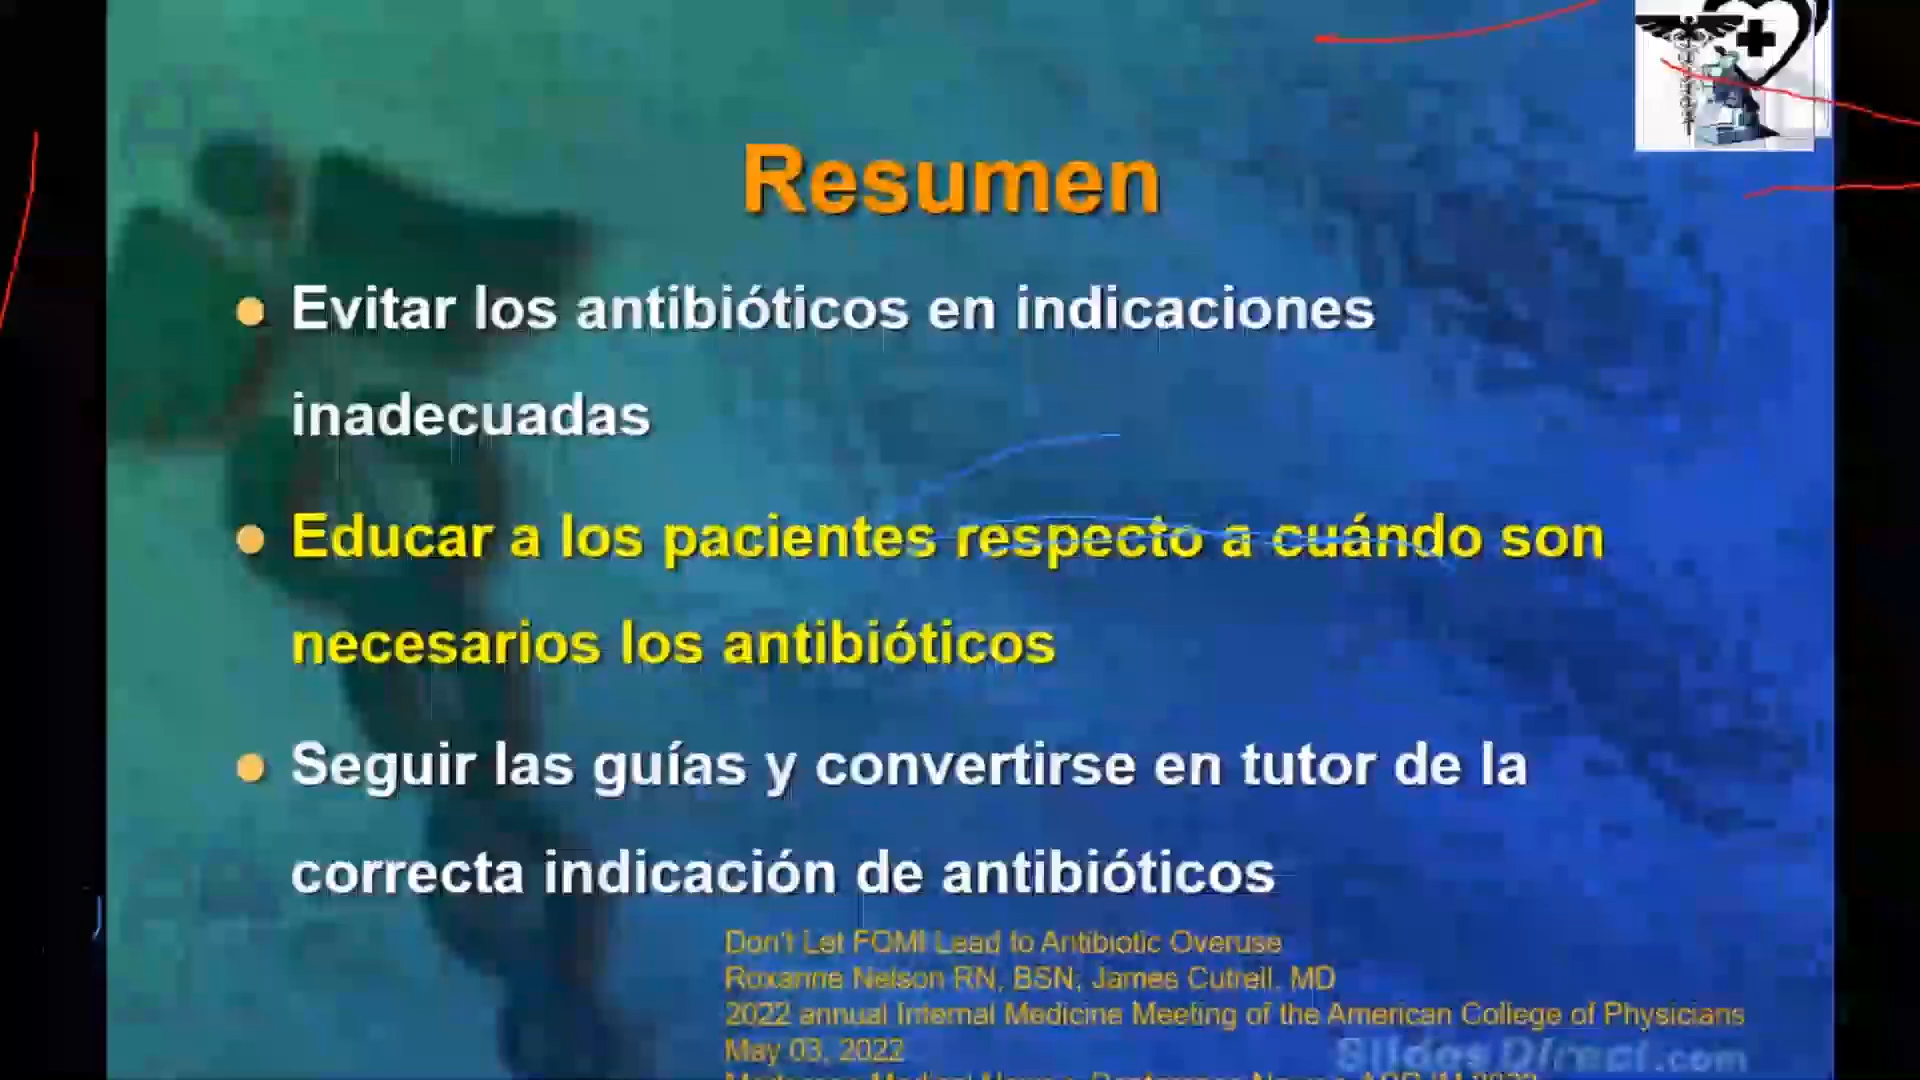 Resumen
Evitar los antibióticos en indicaciones
inadecuadas
Educar a los pacientes respecto a cuándo son
necesarios los antibióticos
Seguir las guías y convertirse en tutor de la
correcta indicación de antibióticos
Don't Let FOMI Lead to Antibiotic Overuse
Roxanne Nelson RN, BSN; James Cutrell, MD
2022 annual Internal Medicine Meeting of the American College of Physicians
May 03, 2022
SlidesDirect.com